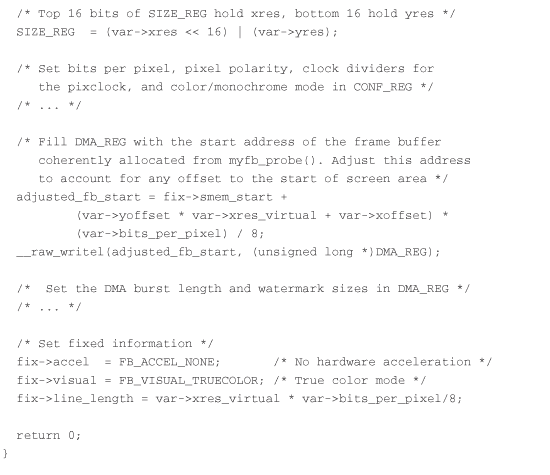 /* Top 16 bits of SIZE_REG hold xres, bottom 16 hold yres */
SIZE_REG  = (var->xres << 16) | (var->yres);
/* Set bits per pixel, pixel polarity, clock dividers for
the pixclock, and color/monochrome mode in CONF_REG */
/* ... */
/* Fill DMA_REG with the start address of the frame buffer
coherently allocated from myfb_probe(). Adjust this address
to account for any offset to the start of screen area */
adjusted_fb_start = fix->smem_start +
(var->yoffset * var->xres_virtual + var->xoffset) *
(var->bits_per_pixel) / 8;
__raw_writel(adjusted_fb_start, (unsigned long *)DMA_REG);
/*  Set the DMA burst length and watermark sizes in DMA_REG */
/* ... */
/* Set fixed information */
fix->accel  = FB_ACCEL_NONE;       /* No hardware acceleration */
fix->visual = FB_VISUAL_TRUECOLOR; /* True color mode */
fix->line_length = var->xres_virtual * var->bits_per_pixel/8;
return 0;
}